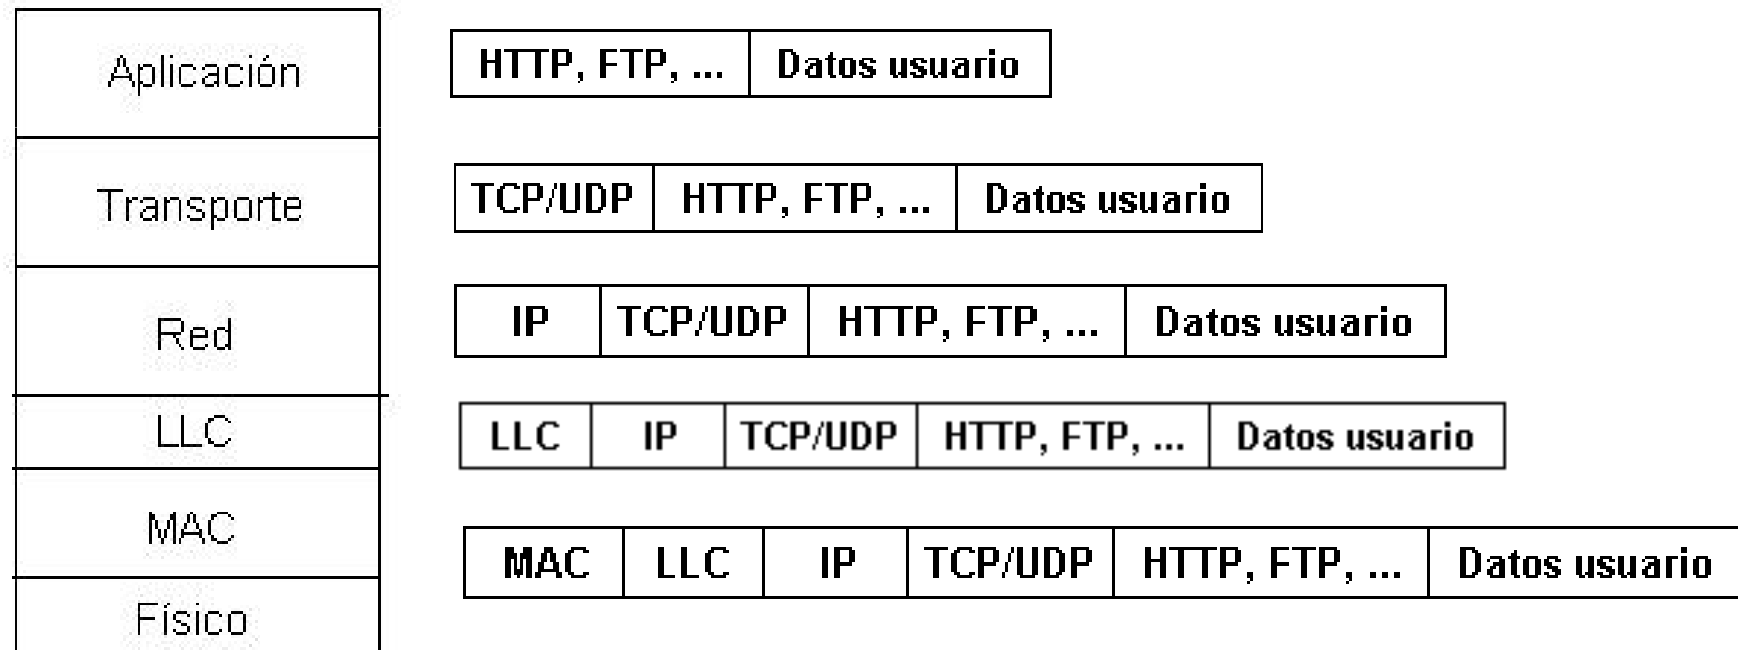 Aplicación
HTTP, FTP, ... Datos usuario
Transporte
TCP/UDP HTTP, FTP, ... Datos usuario
Red
IP TCP/UDP HTTP, FTP, ... Datos usuario
LLC
LLC IP TCP/UDP HTTP, FTP, ... Datos usuario
MAC
MAC LLC IP TCP/UDP HTTP, FTP, ... Datos usuario
Físico